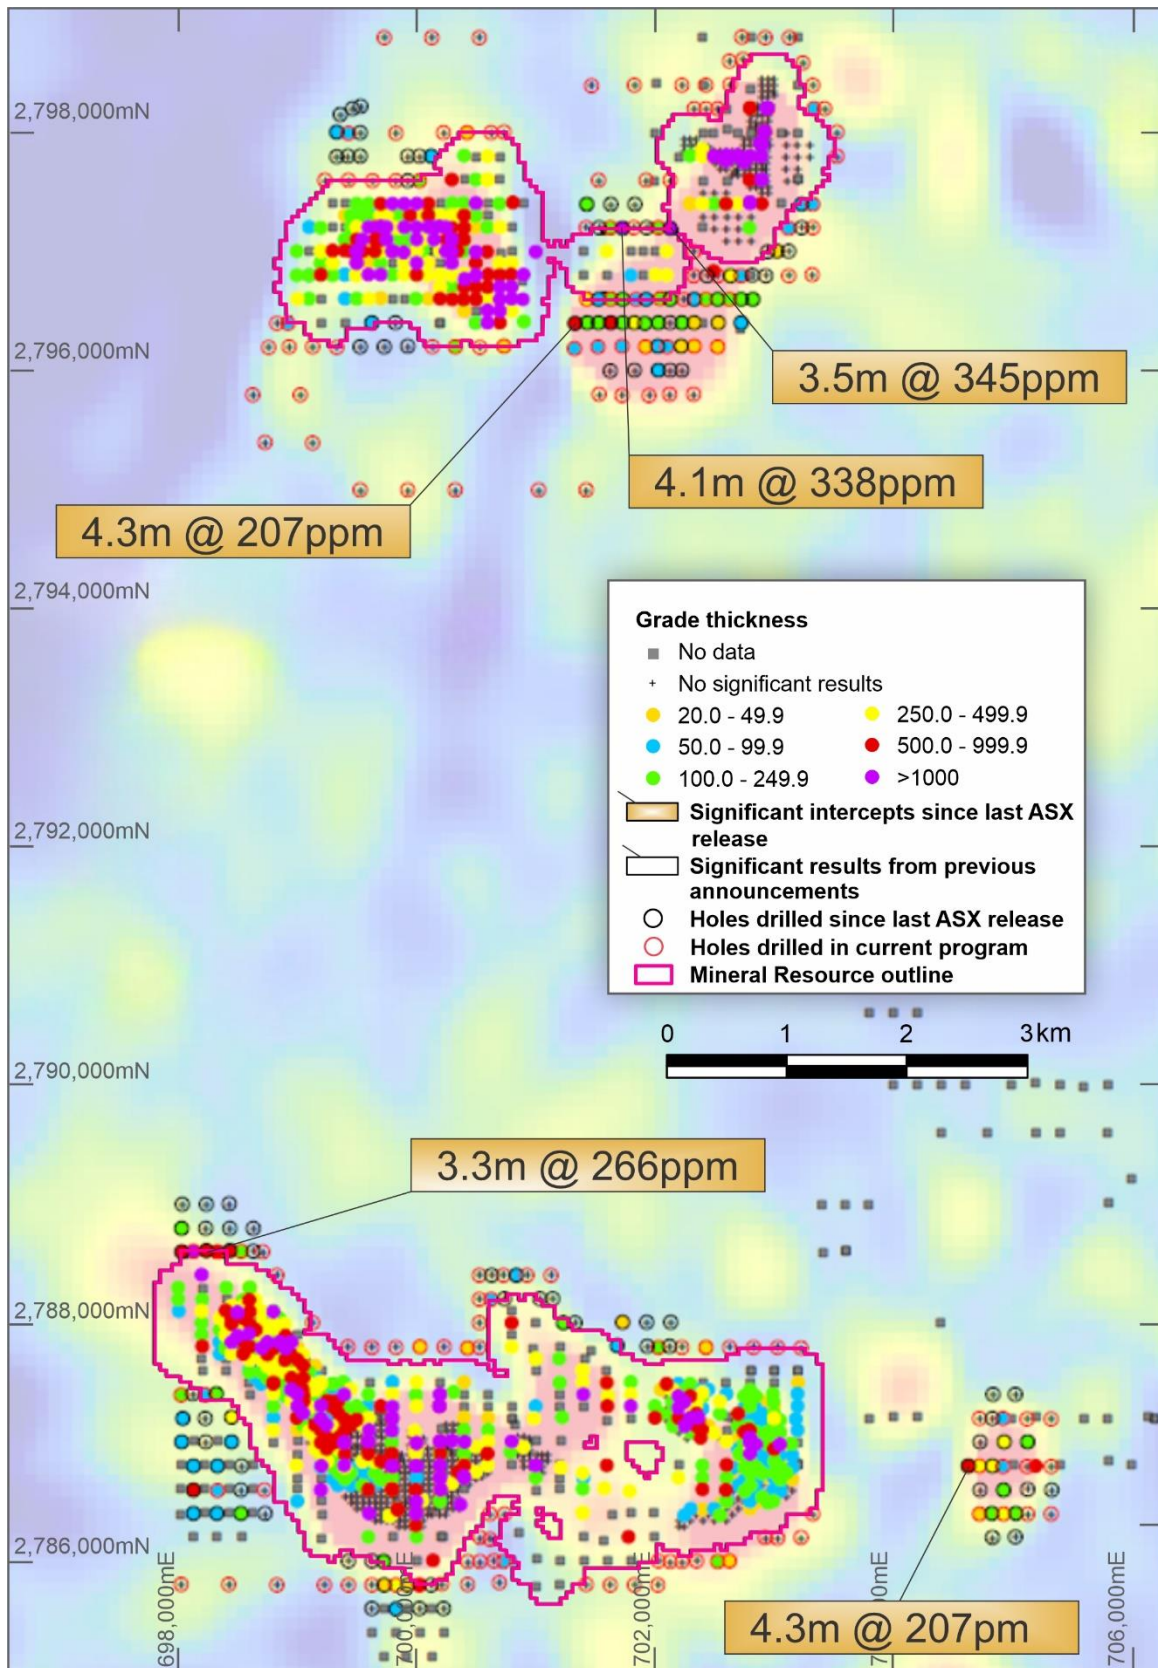 2,798,000mN
2,796,000mN
3.5m @ 345ppm
4.1m @ 338ppm
4.3m @ 207ppm
2,794,000mN
Grade thickness
No data
No significant results
20.0 - 49.9
250.0 - 499.9
50.0 - 99.9
500.0 - 999.9
100.0 - 249.9
>1000
Significant intercepts since last ASX
release
Significant results from previous
announcements
Holes drilled since last ASX release
Holes drilled in current program
Mineral Resource outline
2,792,000mN
0 1 2 3 km
2,790,000mN
3.3m @ 266ppm
2,788,000mN
2,786,000mN
4.3m @ 207pm
698,000mE
700,000mE
702,000mE
706,000mE